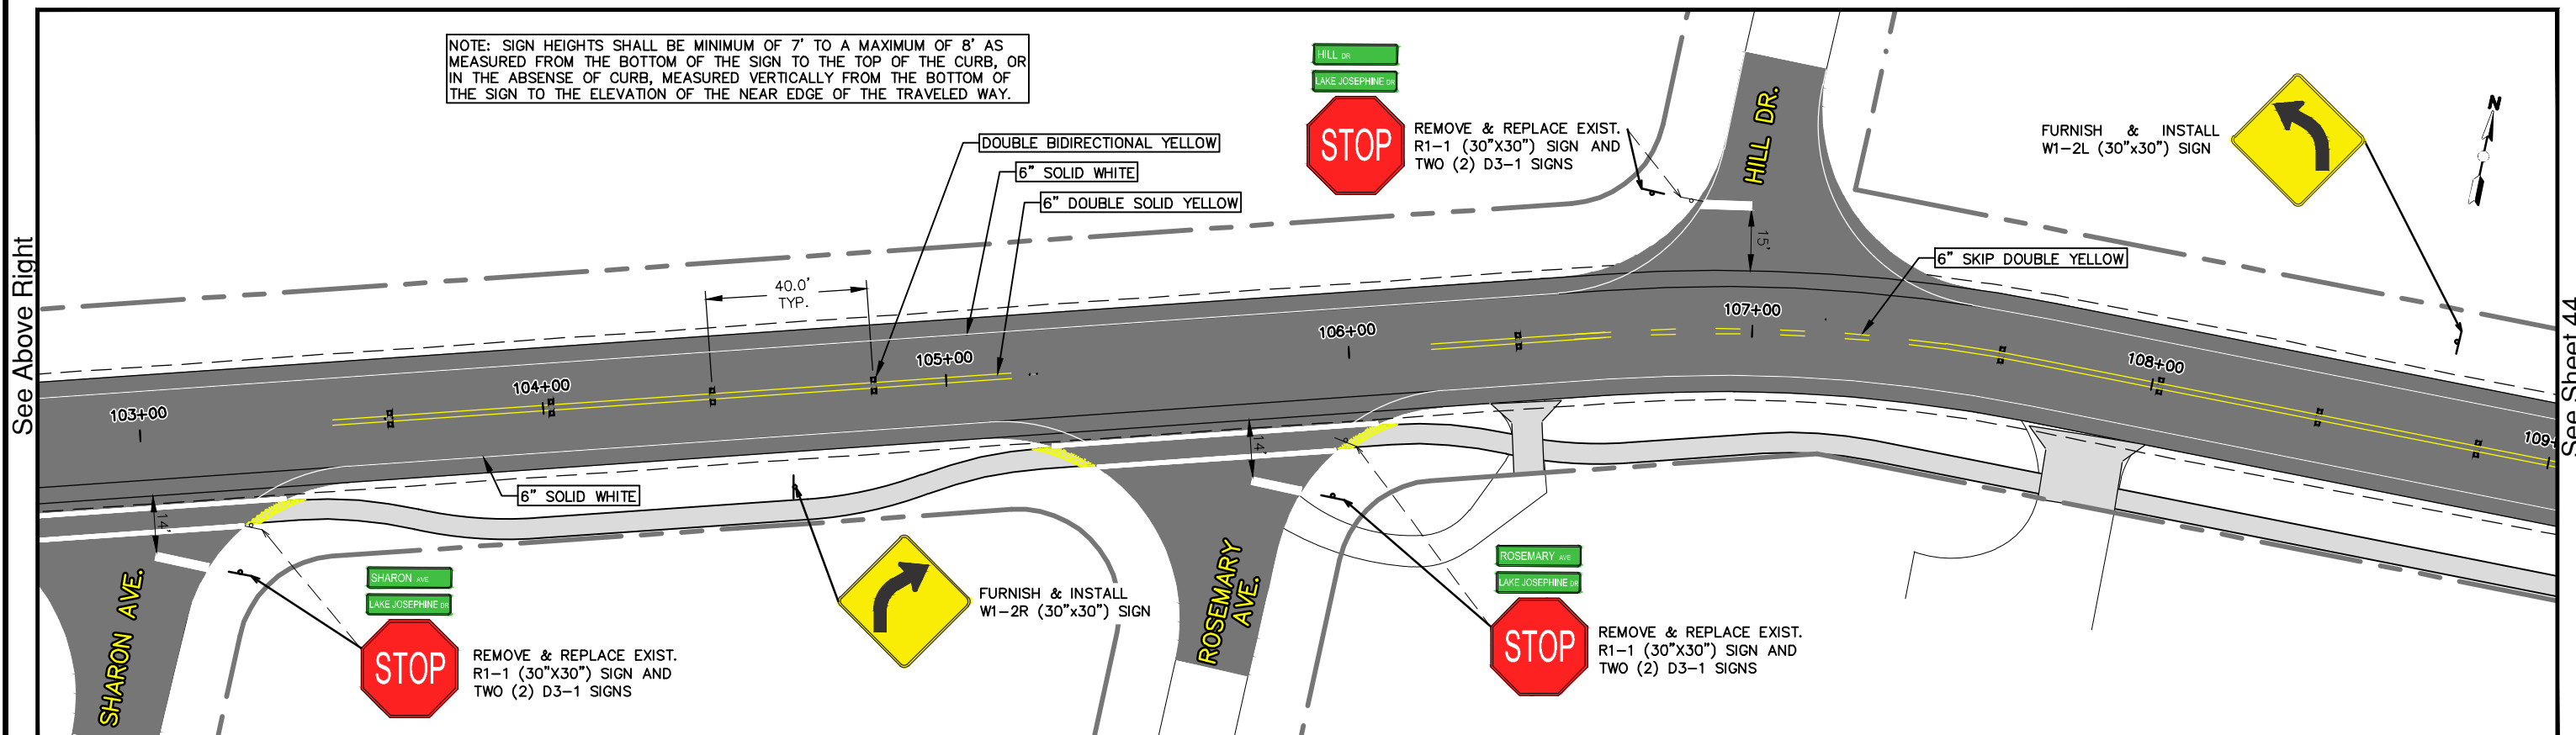 NOTE: SIGN HEIGHTS SHALL BE MINIMUM OF 7' TO A MAXIMUM OF 8' AS
MEASURED FROM THE BOTTOM OF THE SIGN TO THE TOP OF THE CURB, OR
IN THE ABSENSE OF CURB, MEASURED VERTICALLY FROM THE BOTTOM OF
THE SIGN TO THE ELEVATION OF THE NEAR EDGE OF THE TRAVELED WAY.
HILL DR
LAKE JOSEPHINE DR
STOP
REMOVE & REPLACE EXIST.
R1-1 (30"X30") SIGN AND
TWO (2) D3-1 SIGNS
HILL DR.
FURNISH & INSTALL
W1-2L (30"x30") SIGN
N
DOUBLE BIDIRECTIONAL YELLOW
6" SOLID WHITE
6" DOUBLE SOLID YELLOW
15'
6" SKIP DOUBLE YELLOW
See Above Right
40.0'
TYP.
103+00
104+00
105+00
106+00
107+00
108+00
109+
See Sheet 44
14'
6" SOLID WHITE
14'
SHARON AVE.
SHARON AVE
LAKE JOSEPHINE DR
STOP
REMOVE & REPLACE EXIST.
R1-1 (30"X30") SIGN AND
TWO (2) D3-1 SIGNS
FURNISH & INSTALL
W1-2R (30"x30") SIGN
ROSEMARY
AVE.
ROSEMARY AVE
LAKE JOSEPHINE DR
STOP
REMOVE & REPLACE EXIST.
R1-1 (30"X30") SIGN AND
TWO (2) D3-1 SIGNS